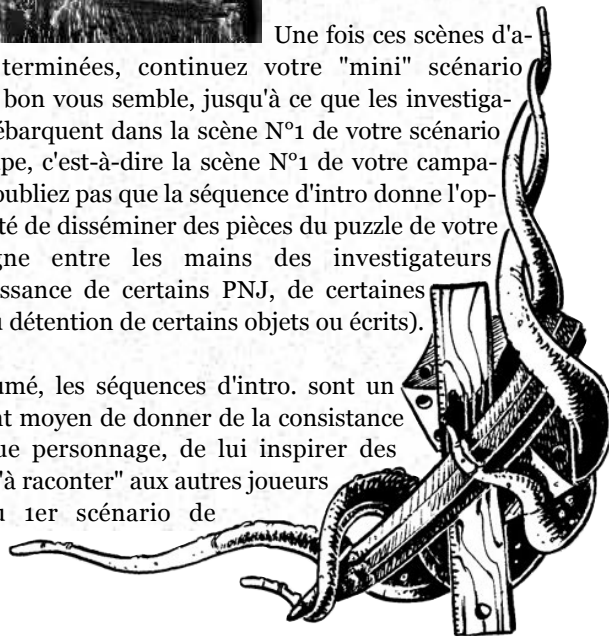 Une fois ces scènes d'a-
terminées, continuez votre "mini" scénario
bon vous semble, jusqu'à ce que les investiga-
ébarquent dans la scène N°1 de votre scénario
pe, c'est-à-dire la scène N°1 de votre campa-
oubliez pas que la séquence d'intro donne l'op-
té de disséminer des pièces du puzzle de votre
gne entre les mains des investigateurs
issance de certains PNJ, de certaines
u détention de certains objets ou écrits).
umé, les séquences d'intro. sont un
nt moyen de donner de la consistance
ue personnage, de lui inspirer des
'à raconter" aux autres joueurs
u 1er scénario de